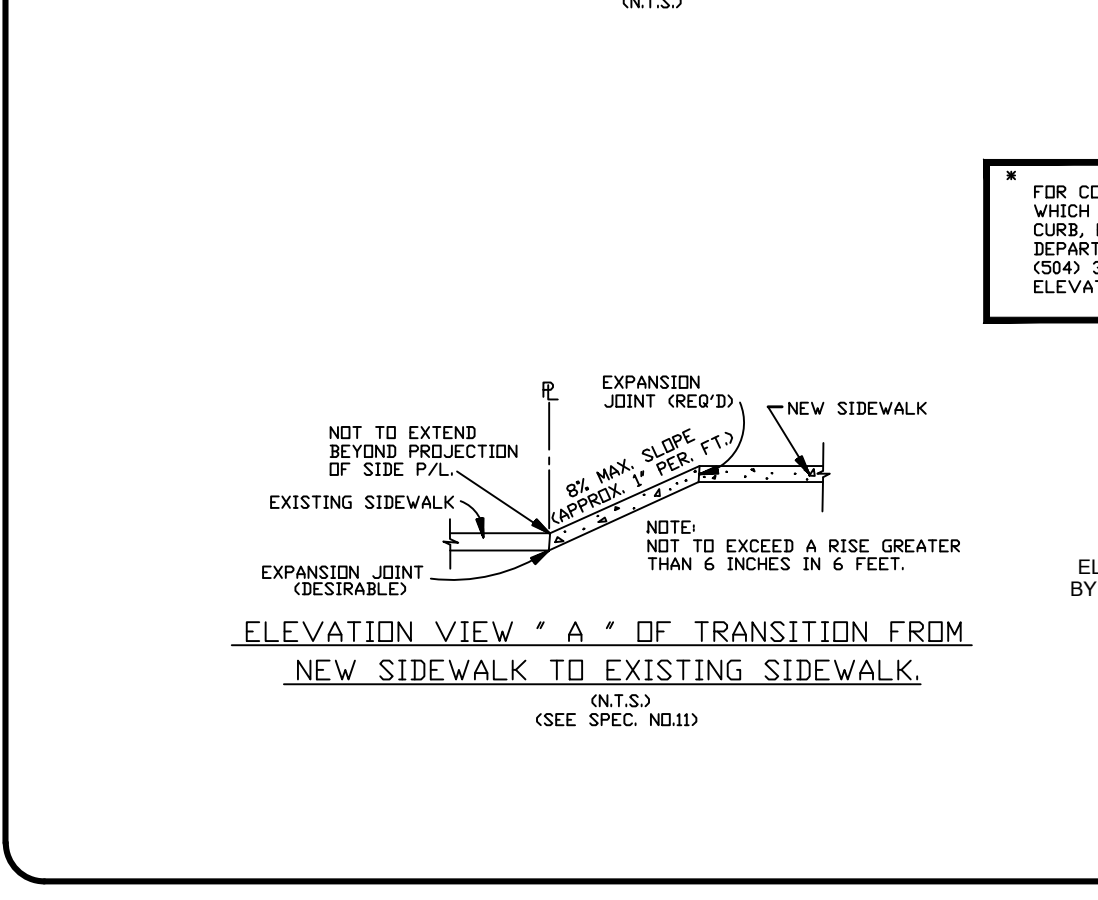 (N.T.S.)
*
FOR CO
WHICH
CURB,
DEPART
(504) 3
ELEVAT
℄
EXPANSION
JOINT (REQ'D)
NEW SIDEWALK
NOT TO EXTEND
BEYOND PROJECTION
OF SIDE P/L.
8% MAX. SLOPE
(APPROX. 1" PER. FT.)
EXISTING SIDEWALK
NOTE:
NOT TO EXCEED A RISE GREATER
THAN 6 INCHES IN 6 FEET.
EXPANSION JOINT
(DESIRABLE)
EL
BY
ELEVATION VIEW " A " OF TRANSITION FROM
NEW SIDEWALK TO EXISTING SIDEWALK.
(N.T.S.)
(SEE SPEC. NO.11)